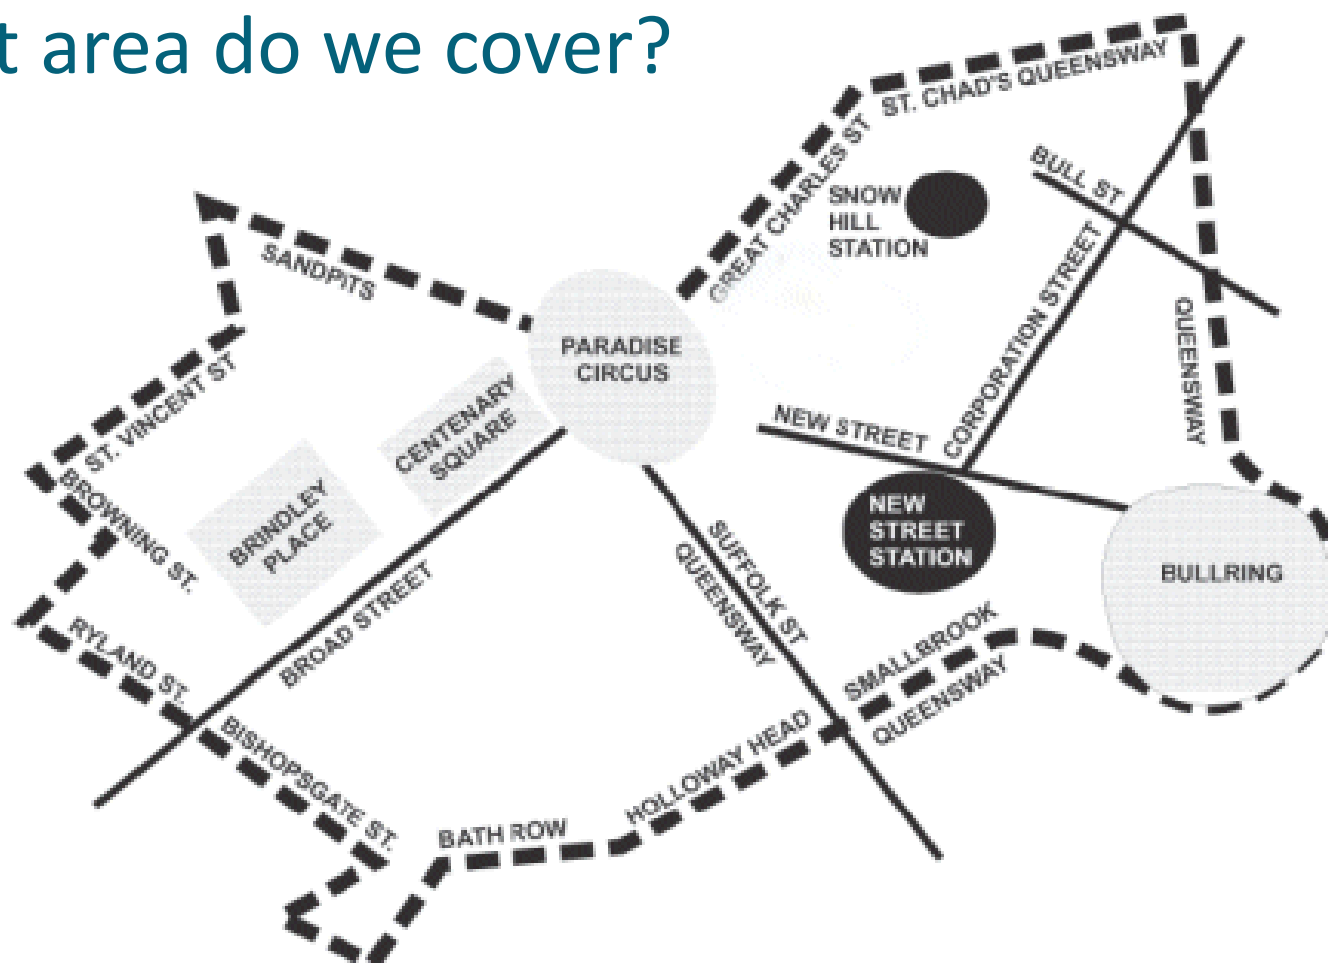 t area do we cover?
ST. CHAD'S QUEENSWAY
GREAT CHARLES ST
BULL ST
SNOW
HILL
STATION
SANDPITS
CORPORATION STREET
QUEENSWAY
PARADISE
CIRCUS
ST. VINCENT ST
CENTENARY
SQUARE
NEW STREET
BROWNING ST.
BRINDLEY
PLACE
NEW
STREET
STATION
SUFFOLK ST
QUEENSWAY
BULLRING
BROAD STREET
RYLAND ST.
SMALLBROOK
QUEENSWAY
BISHOPSGATE ST.
HOLLOWAY HEAD
BATH ROW